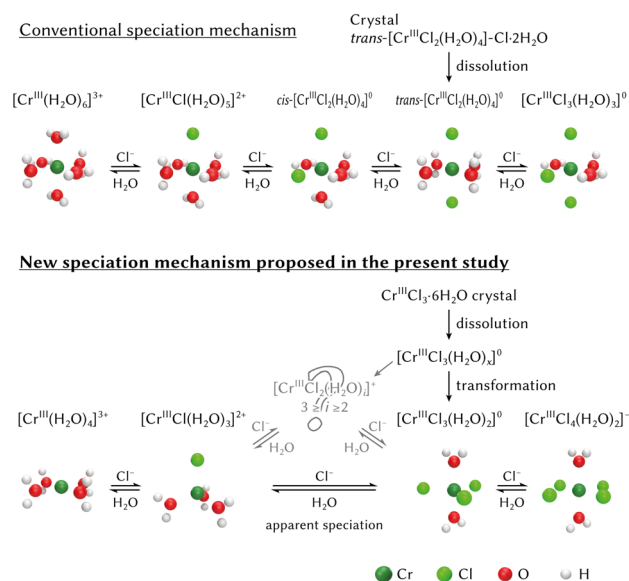 Conventional speciation mechanism
Crystal
trans-[CrᴵᴵᴵCl₂(H₂O)₄]-Cl·2H₂O
dissolution
[Crᴵᴵᴵ(H₂O)₆]³⁺ [CrᴵᴵᴵCl(H₂O)₅]²⁺ cis-[CrᴵᴵᴵCl₂(H₂O)₄]⁰ trans-[CrᴵᴵᴵCl₂(H₂O)₄]⁰ [CrᴵᴵᴵCl₃(H₂O)₃]⁰
Cl⁻ Cl⁻ Cl⁻ Cl⁻
H₂O H₂O H₂O H₂O
New speciation mechanism proposed in the present study
CrᴵᴵᴵCl₃·6H₂O crystal
dissolution
[CrᴵᴵᴵCl₃(H₂O)ₓ]⁰
[CrᴵᴵᴵCl₂(H₂O)ᵢ]⁺
transformation
3 ≥ i ≥2
[Crᴵᴵᴵ(H₂O)₄]³⁺ [CrᴵᴵᴵCl(H₂O)₃]²⁺ [CrᴵᴵᴵCl₃(H₂O)₂]⁰ [CrᴵᴵᴵCl₄(H₂O)₂]⁻
Cl⁻ Cl⁻
H₂O H₂O
Cl⁻ Cl⁻ Cl⁻
H₂O H₂O H₂O
apparent speciation
Cr Cl O H